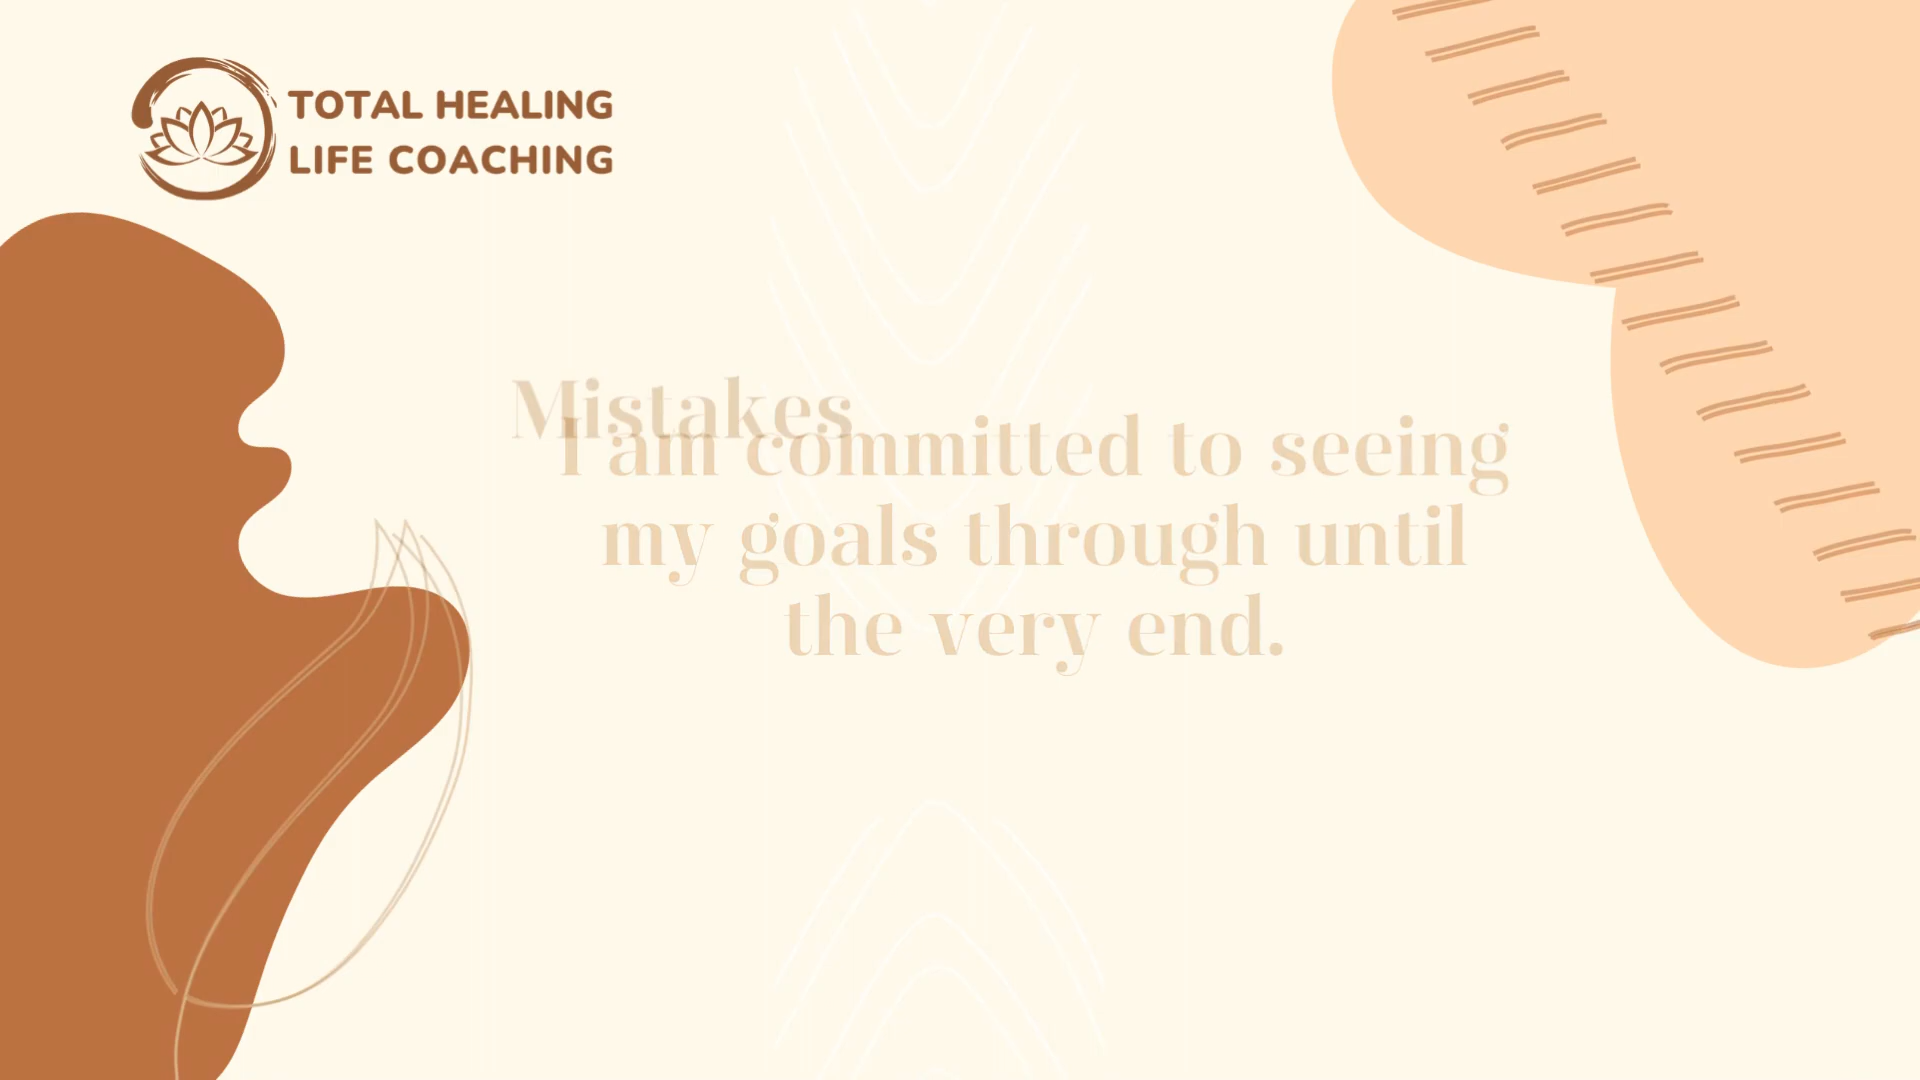 TOTAL HEALING
LIFE COACHING
Mistakes
I am committed to seeing
my goals through until
the very end.